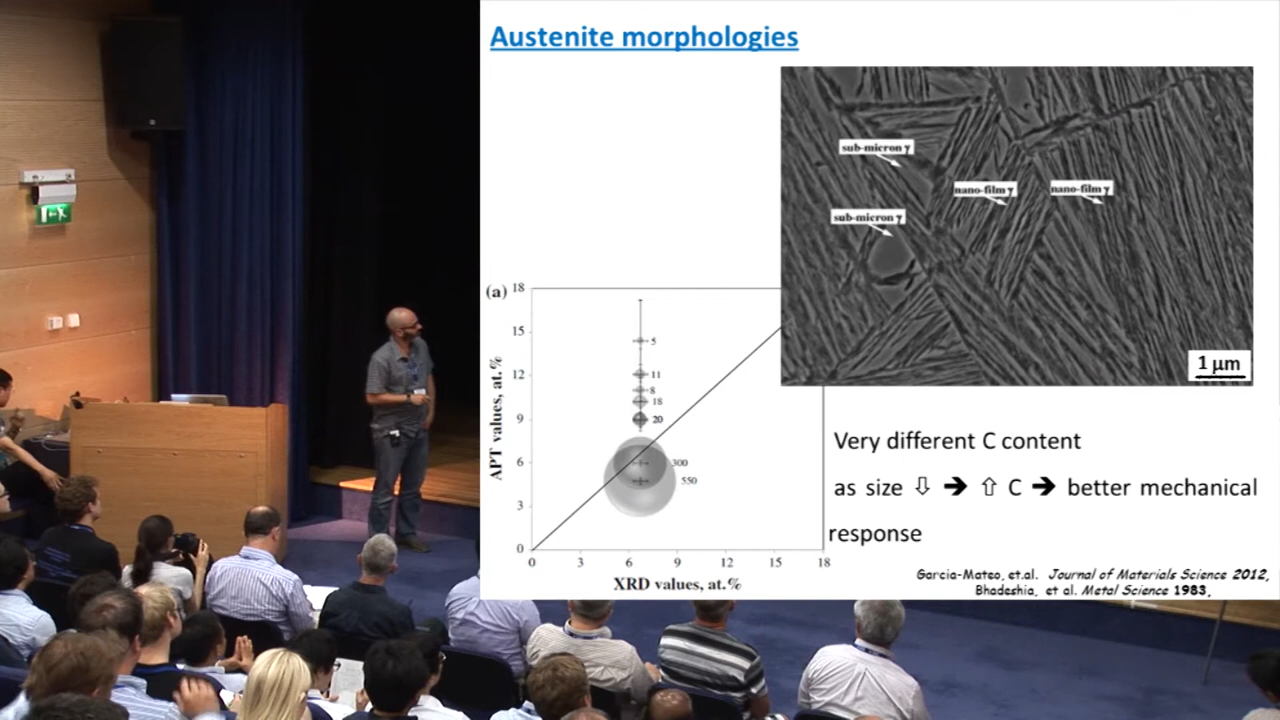 Austenite morphologies
sub-micron γ
nano-film γ
nano-film γ
sub-micron γ
1 μm
(a)
18
15
12
9
6
3
0
APT values, at.%
5
11
8
18
20
300
550
0
3
6
9
12
15
18
XRD values, at.%
Very different C content
as size ⇩ ➔ ⇧ C ➔ better mechanical
response
Garcia-Mateo, et.al. Journal of Materials Science 2012,
Bhadeshia, et al. Metal Science 1983,